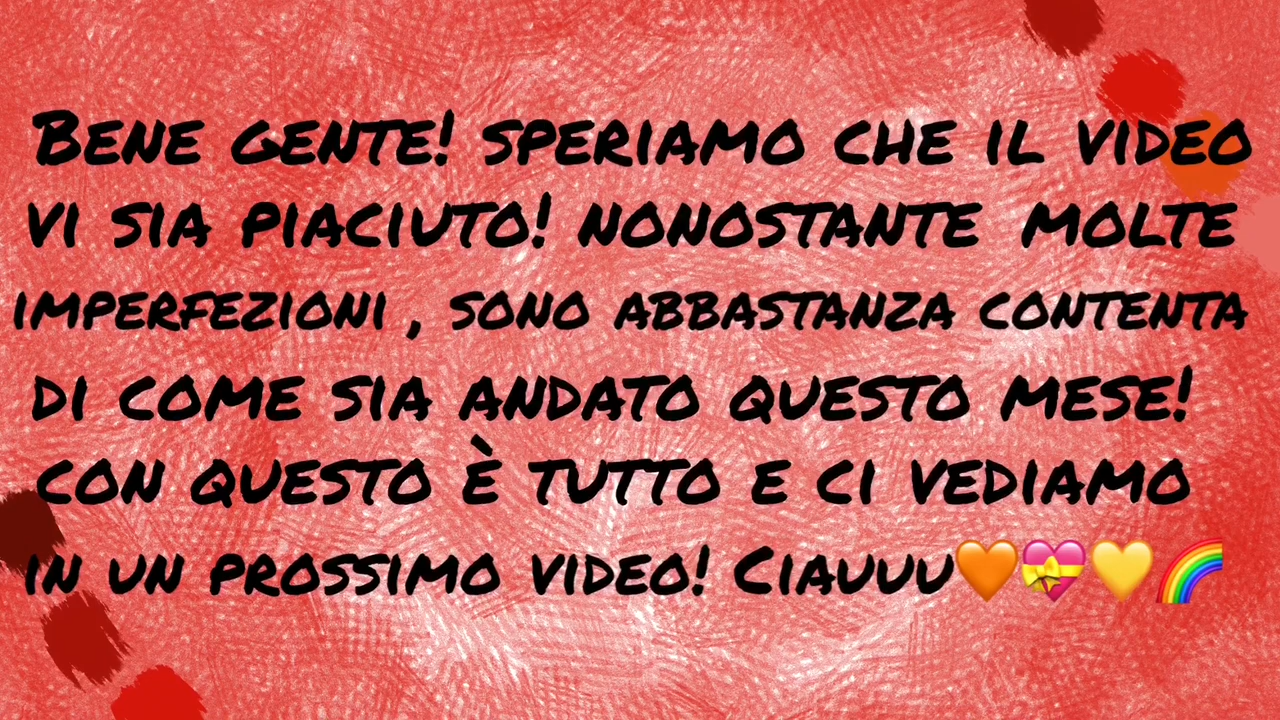 Bene gente! speriamo che il video
vi sia piaciuto! nonostante molte
imperfezioni , sono abbastanza contenta
di come sia andato questo mese!
con questo è tutto e ci vediamo
in un prossimo video! Ciauuu🧡💝💛🌈